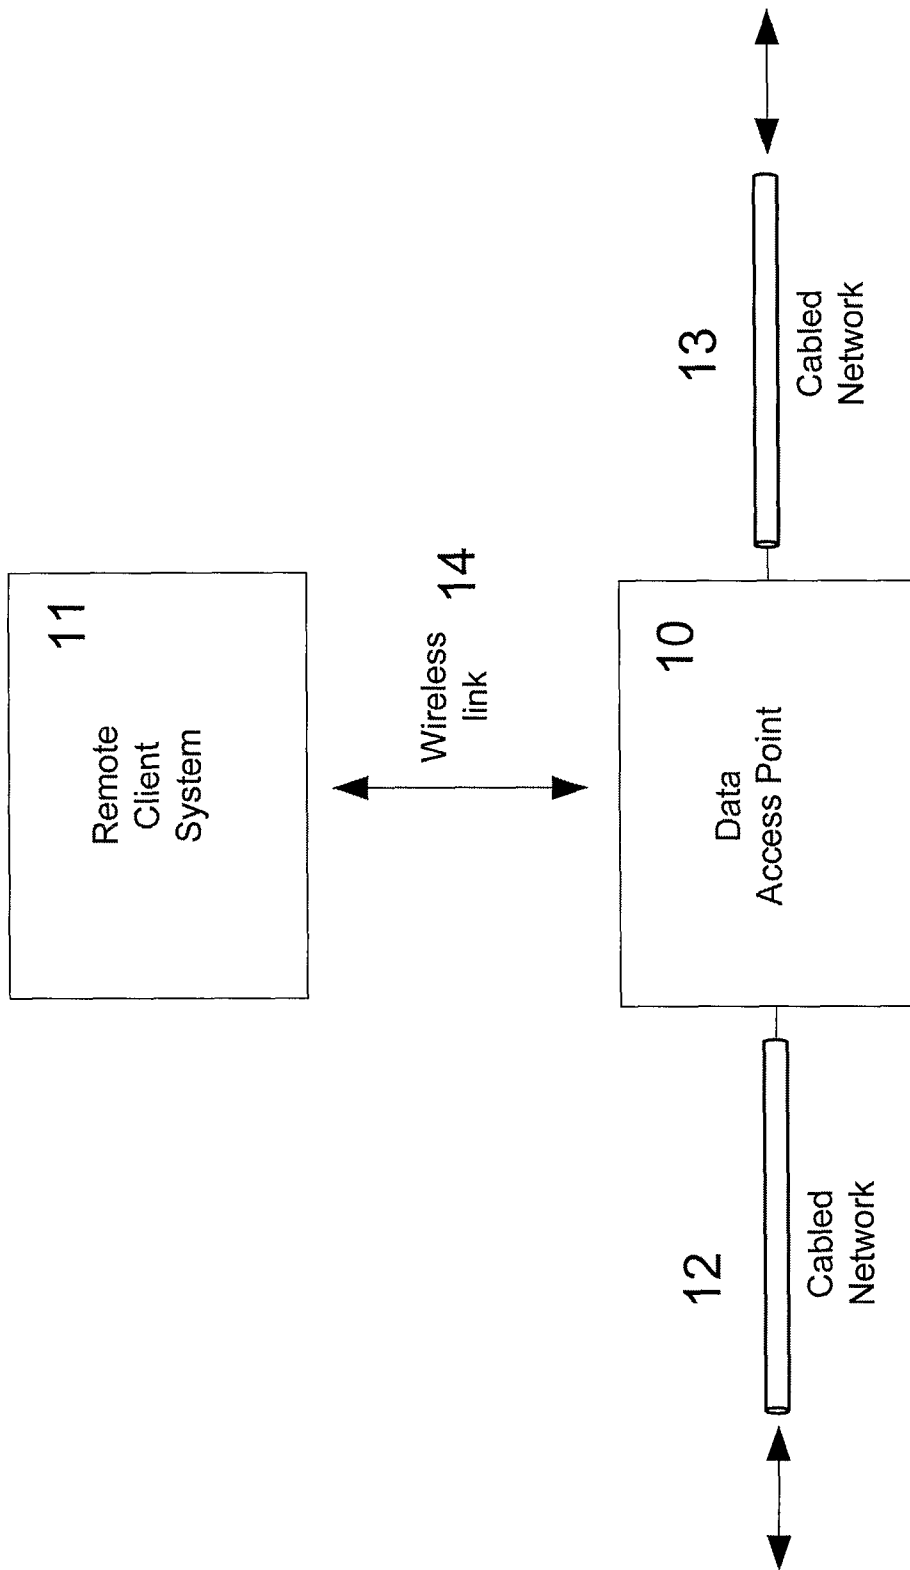 11
Remote
Client
System
Wireless
link
14
10
Data
Access Point
12
Cabled
Network
13
Cabled
Network